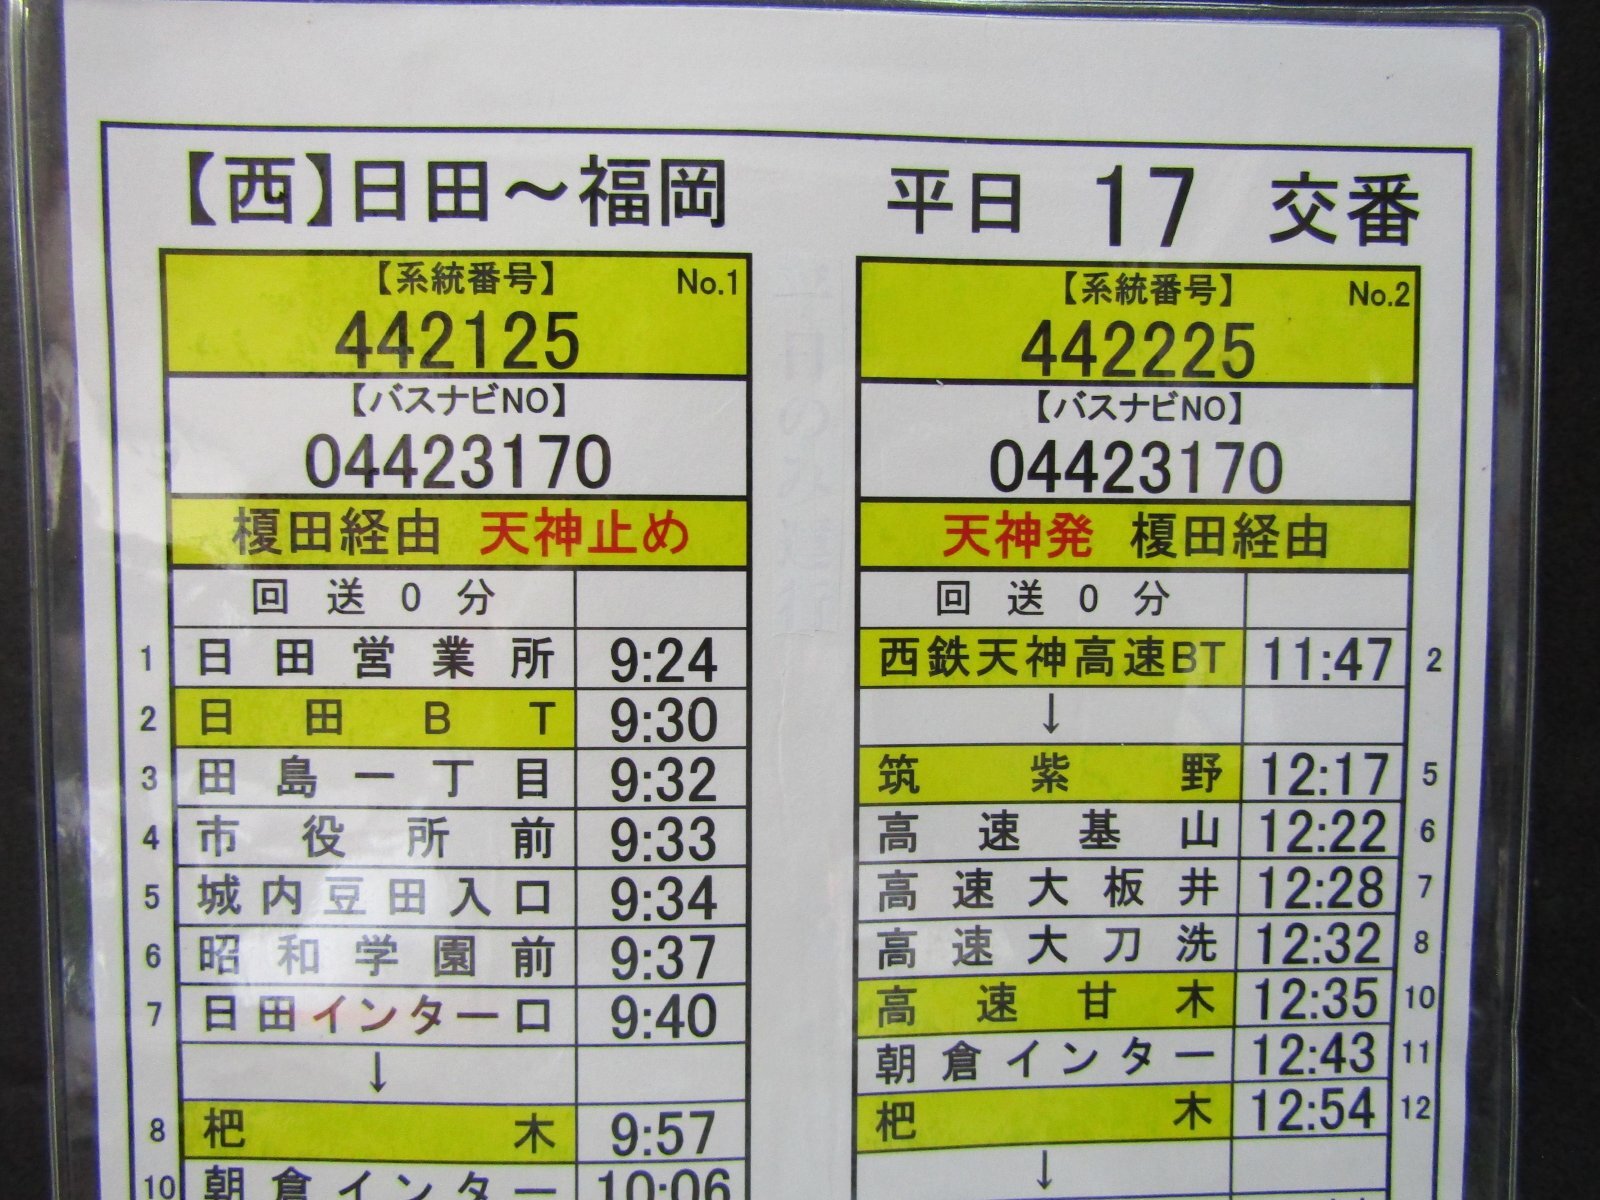 【西】日田～福岡 平日 17 交番
【系統番号】 No.1
442125
【バスナビNO】
04423170
榎田経由 天神止め
回送0分
1 日田営業所 9:24
2 日田BT 9:30
3 田島一丁目 9:32
4 市役所前 9:33
5 城内豆田入口 9:34
6 昭和学園前 9:37
7 日田インター口 9:40
↓
8 杷木 9:57
10 朝倉インター 10:06
【系統番号】 No.2
442225
【バスナビNO】
04423170
天神発 榎田経由
回送0分
西鉄天神高速BT 11:47 2
↓
筑紫野 12:17 5
高速基山 12:22 6
高速大板井 12:28 7
高速大刀洗 12:32 8
高速甘木 12:35 10
朝倉インター 12:43 11
杷木 12:54 12
↓